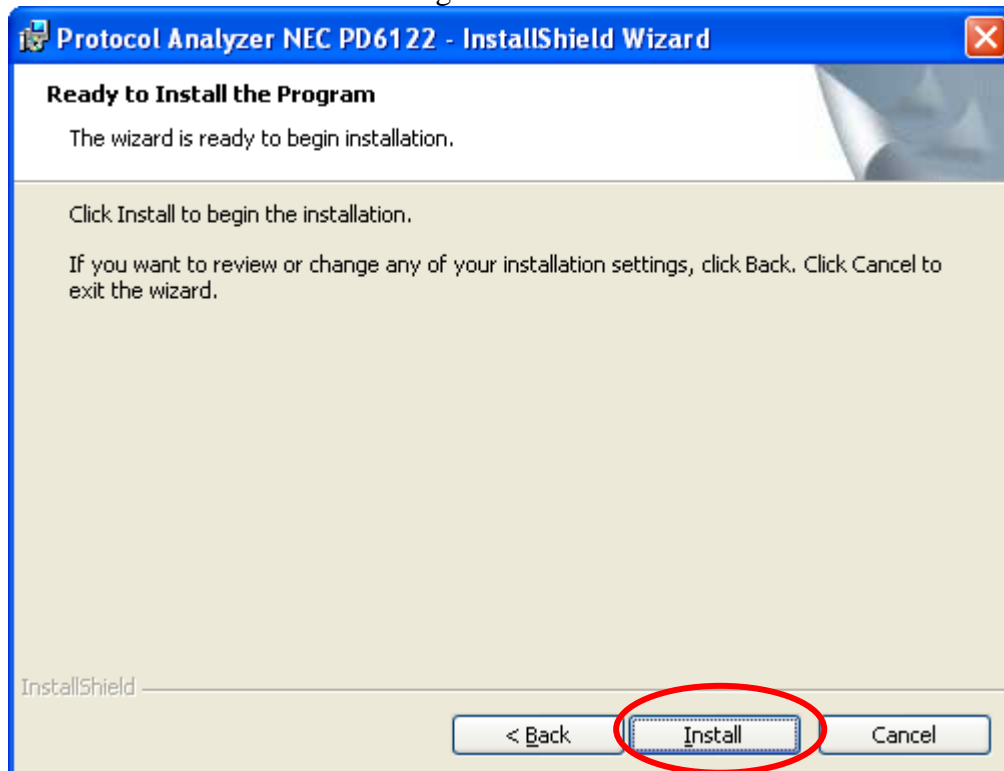 Protocol Analyzer NEC PD6122 - InstallShield Wizard
Ready to Install the Program
The wizard is ready to begin installation.
Click Install to begin the installation.
If you want to review or change any of your installation settings, click Back. Click Cancel to
exit the wizard.
InstallShield
< Back Install Cancel